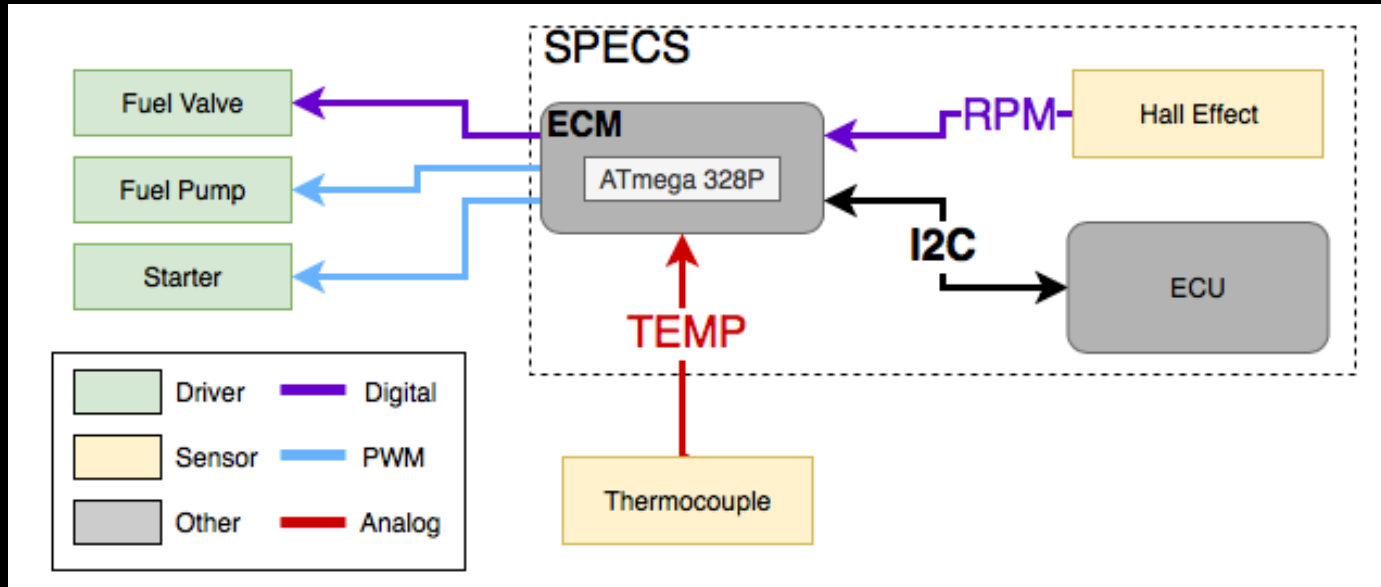 SPECS
Fuel Valve
ECM
ATmega 328P
RPM
Hall Effect
Fuel Pump
Starter
I2C
ECU
TEMP
Thermocouple
Driver
Digital
Sensor
PWM
Other
Analog